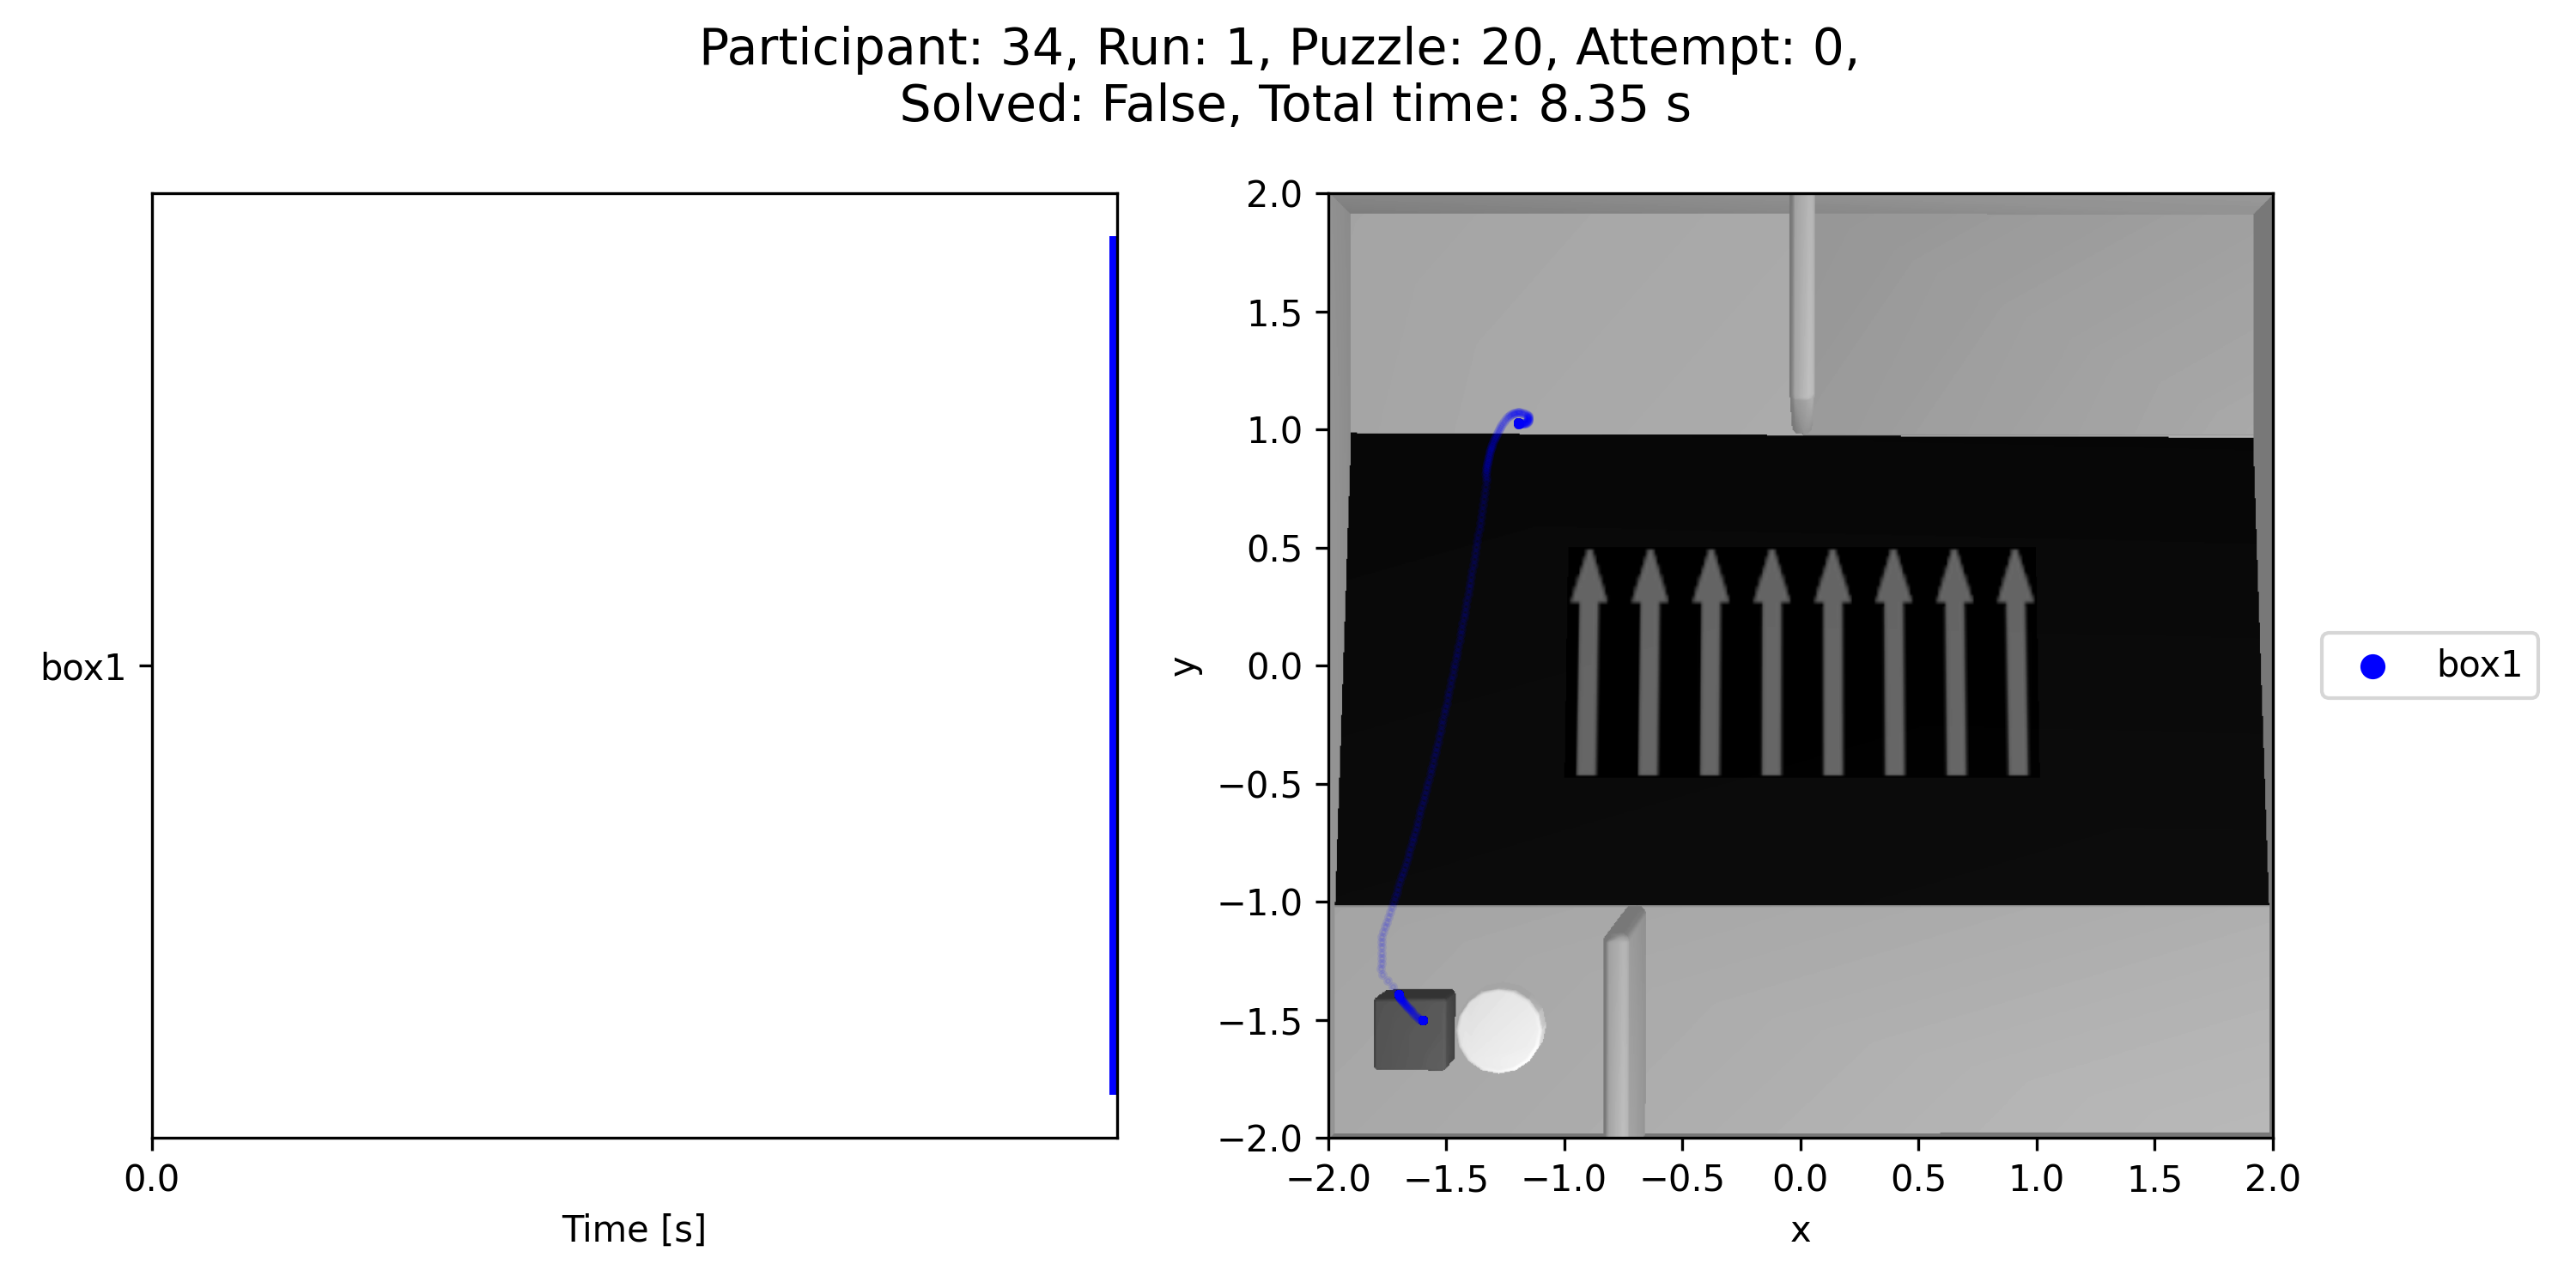 Participant: 34, Run: 1, Puzzle: 20, Attempt: 0,
Solved: False, Total time: 8.35 s
box1
0.0
Time [s]
2.0
1.5
1.0
0.5
0.0
−0.5
−1.0
−1.5
−2.0
y
−2.0 −1.5 −1.0 −0.5 0.0 0.5 1.0 1.5 2.0
x
box1